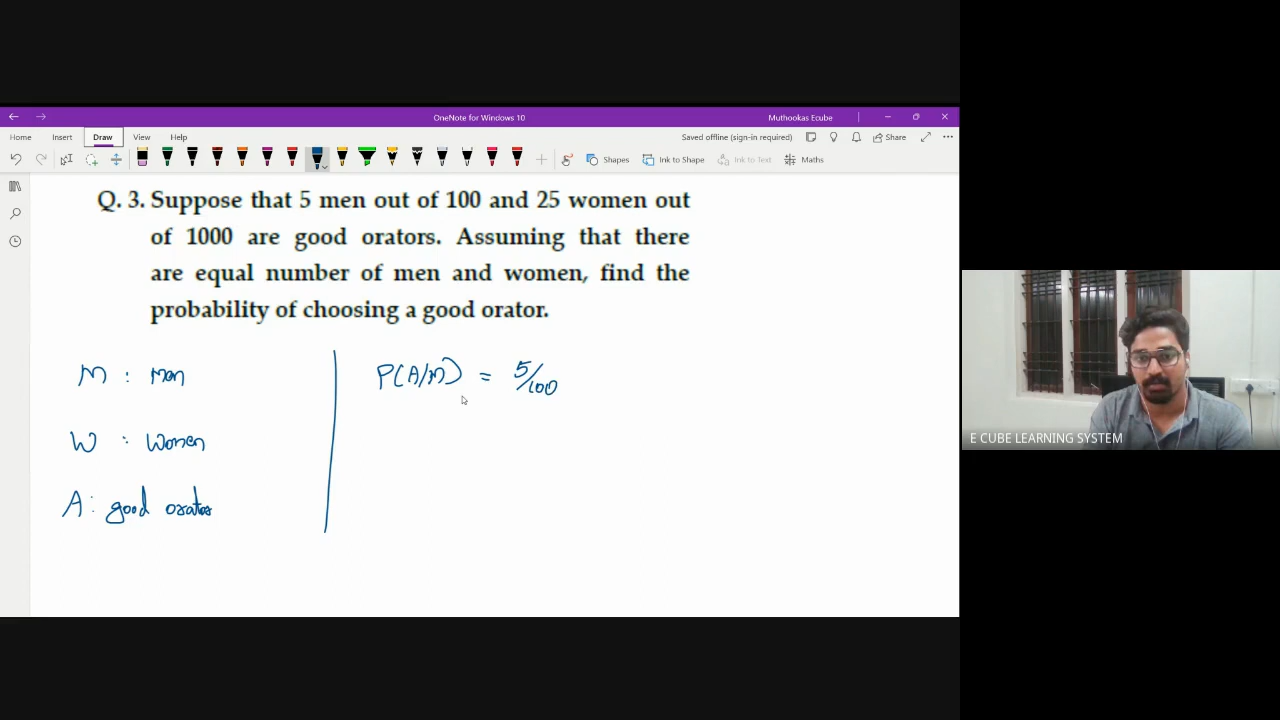 OneNote for Windows 10
Muthookas Ecube
Home Insert Draw View Help
Saved offline (sign-in required)
Share
Shapes
Ink to Shape
Ink to Text
Maths
Q. 3. Suppose that 5 men out of 100 and 25 women out
of 1000 are good orators. Assuming that there
are equal number of men and women, find the
probability of choosing a good orator.
M : Men
W : Women
A : good orator
P(A/M) = 5/100
E CUBE LEARNING SYSTEM